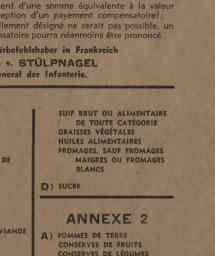 ent d'une somme équivalente à la valeur
eption d'un payement compensatoire);
llement désigné ne serait pas possible, un
nsatoire pourra néanmoins être prononcé.
ärbefehlshaber in Frankreich
v. STÜLPNAGEL
eneral der Infanterie.
SUIF BRUT OU ALIMENTAIRE
DE TOUTE CATÉGORIE
GRAISSES VÉGÉTALES
HUILES ALIMENTAIRES
FROMAGES, SAUF FROMAGES
MAIGRES OU FROMAGES
BLANCS
DE
D) SUCRE
ANNEXE 2
VIANDE
A) POMMES DE TERRE
CONSERVES DE FRUITS
CONSERVES DE LÉGUMES